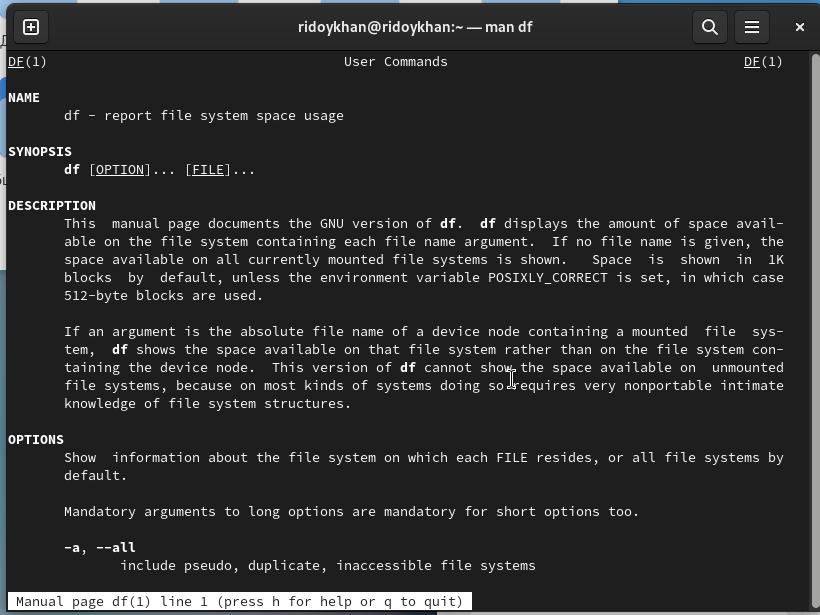 ridoykhan@ridoykhan:~ — man df
DF(1) User Commands DF(1)
NAME
df - report file system space usage
SYNOPSIS
df [OPTION]... [FILE]...
DESCRIPTION
This manual page documents the GNU version of df. df displays the amount of space avail-
able on the file system containing each file name argument. If no file name is given, the
space available on all currently mounted file systems is shown. Space is shown in 1K
blocks by default, unless the environment variable POSIXLY_CORRECT is set, in which case
512-byte blocks are used.
If an argument is the absolute file name of a device node containing a mounted file sys-
tem, df shows the space available on that file system rather than on the file system con-
taining the device node. This version of df cannot show the space available on unmounted
file systems, because on most kinds of systems doing so requires very nonportable intimate
knowledge of file system structures.
OPTIONS
Show information about the file system on which each FILE resides, or all file systems by
default.
Mandatory arguments to long options are mandatory for short options too.
-a, --all
include pseudo, duplicate, inaccessible file systems
Manual page df(1) line 1 (press h for help or q to quit)